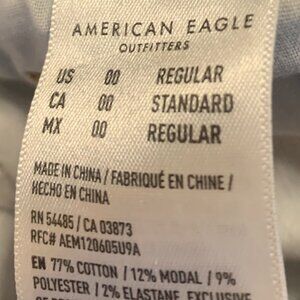 AMERICAN EAGLE
OUTFITTERS
US 00 REGULAR
CA 00 STANDARD
MX 00 REGULAR
MADE IN CHINA / FABRIQUÉ EN CHINE /
HECHO EN CHINA
RN 54485 / CA 03873
RFC# AEM120605U9A
EN 77% COTTON / 12% MODAL / 9%
POLYESTER / 2% ELASTANE. EXCLUSIVE